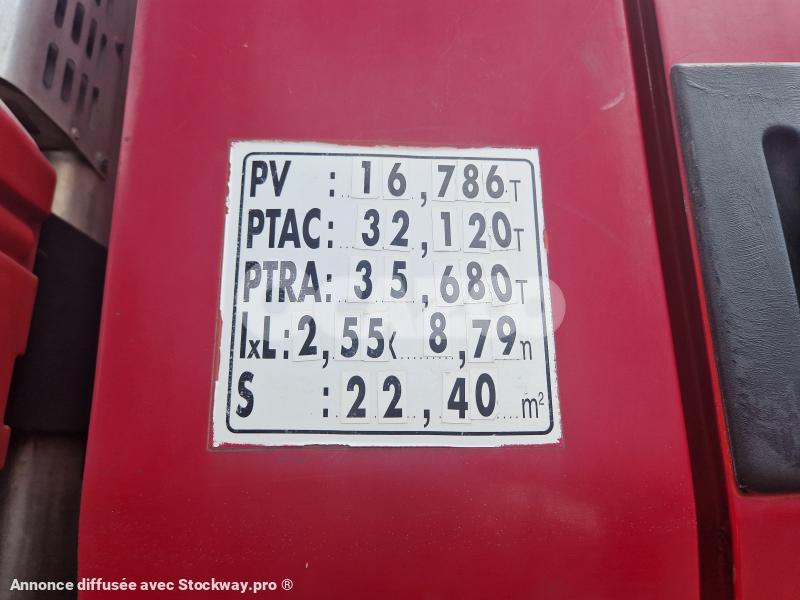 PV : 16,786 T
PTAC : 32,120 T
PTRA : 35,680 T
lxL : 2,55 x 8,79 m
S : 22,40 m²
Annonce diffusée avec Stockway.pro ®